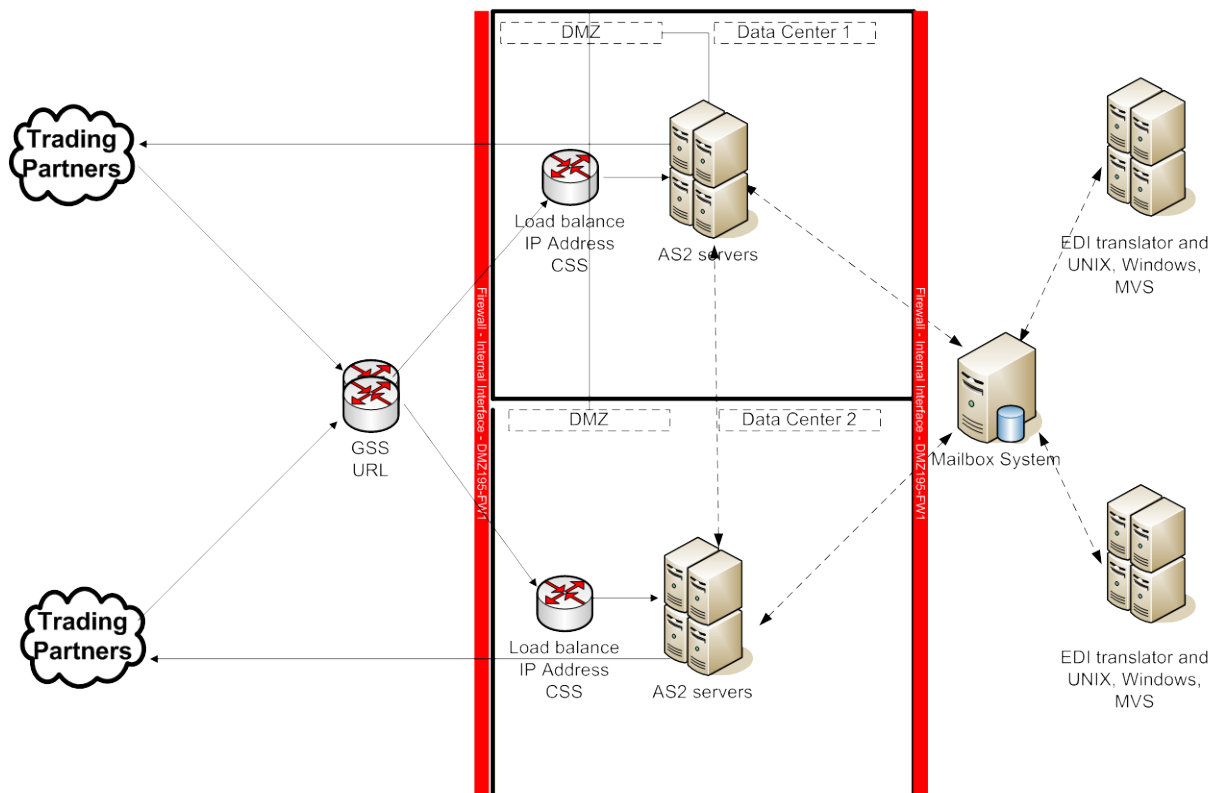 DMZ
Data Center 1
Trading
Partners
Load balance
IP Address
CSS
AS2 servers
EDI translator and
UNIX, Windows,
MVS
Firewall - Internal Interface - DMZ195-FW1
Firewall - Internal Interface - DMZ195-FW1
GSS
URL
DMZ
Data Center 2
Mailbox System
Trading
Partners
Load balance
IP Address
CSS
AS2 servers
EDI translator and
UNIX, Windows,
MVS